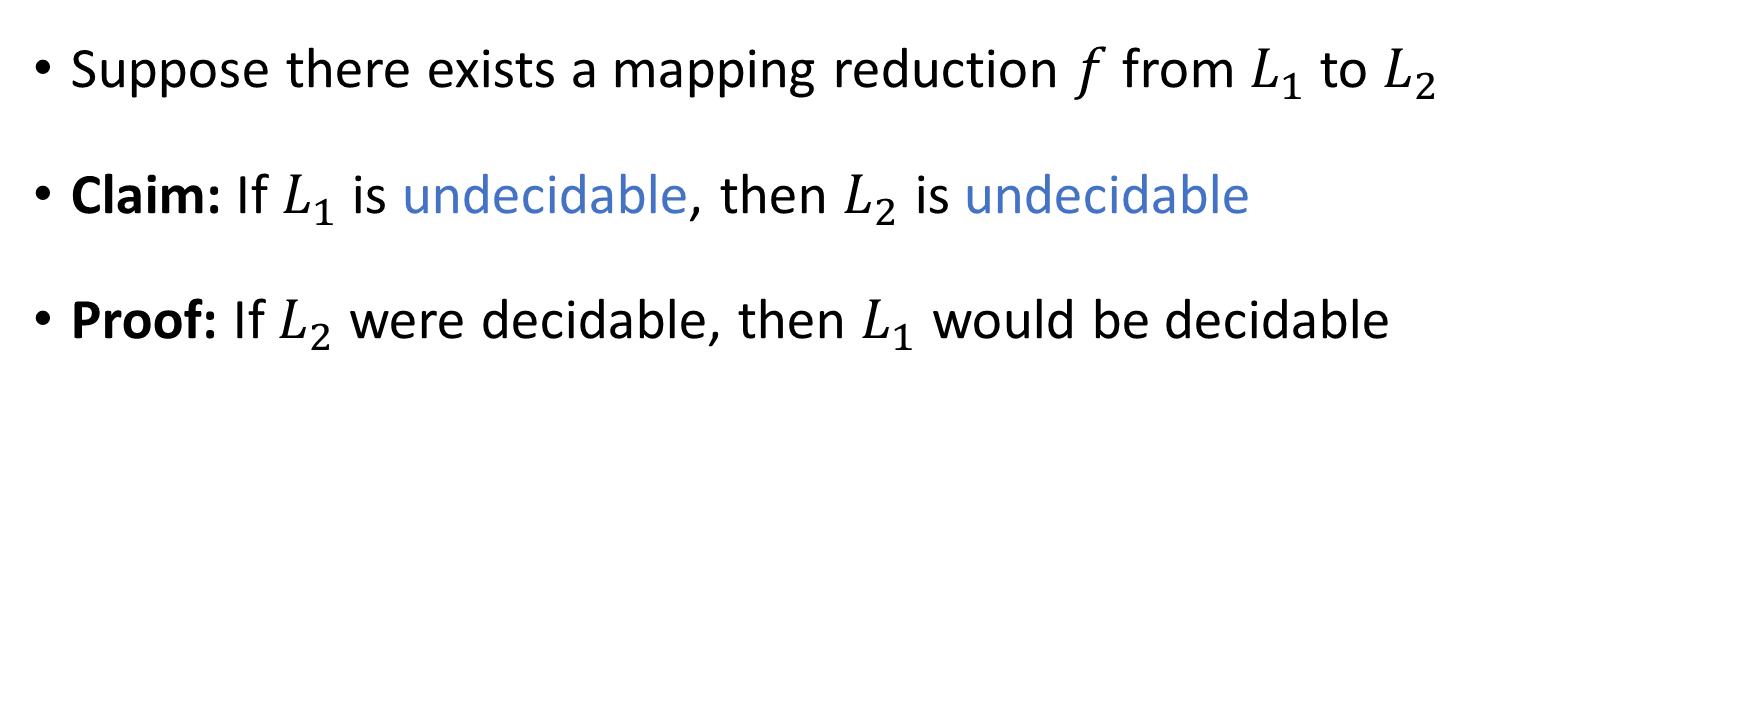 • Suppose there exists a mapping reduction 𝑓 from 𝐿₁ to 𝐿₂
• Claim: If 𝐿₁ is undecidable, then 𝐿₂ is undecidable
• Proof: If 𝐿₂ were decidable, then 𝐿₁ would be decidable